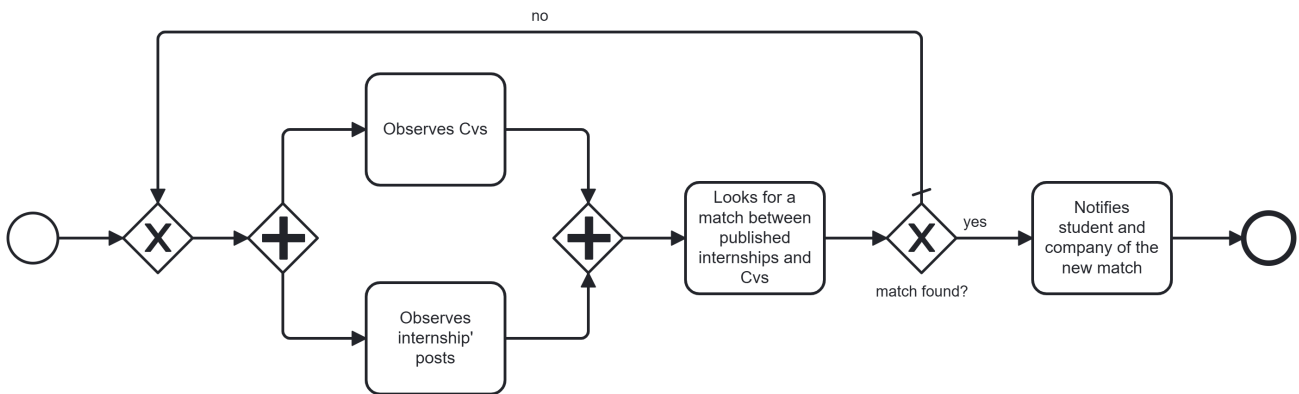 no
Observes Cvs
Observes
internship'
posts
Looks for a
match between
published
internships and
Cvs
match found?
yes
Notifies
student and
company of the
new match